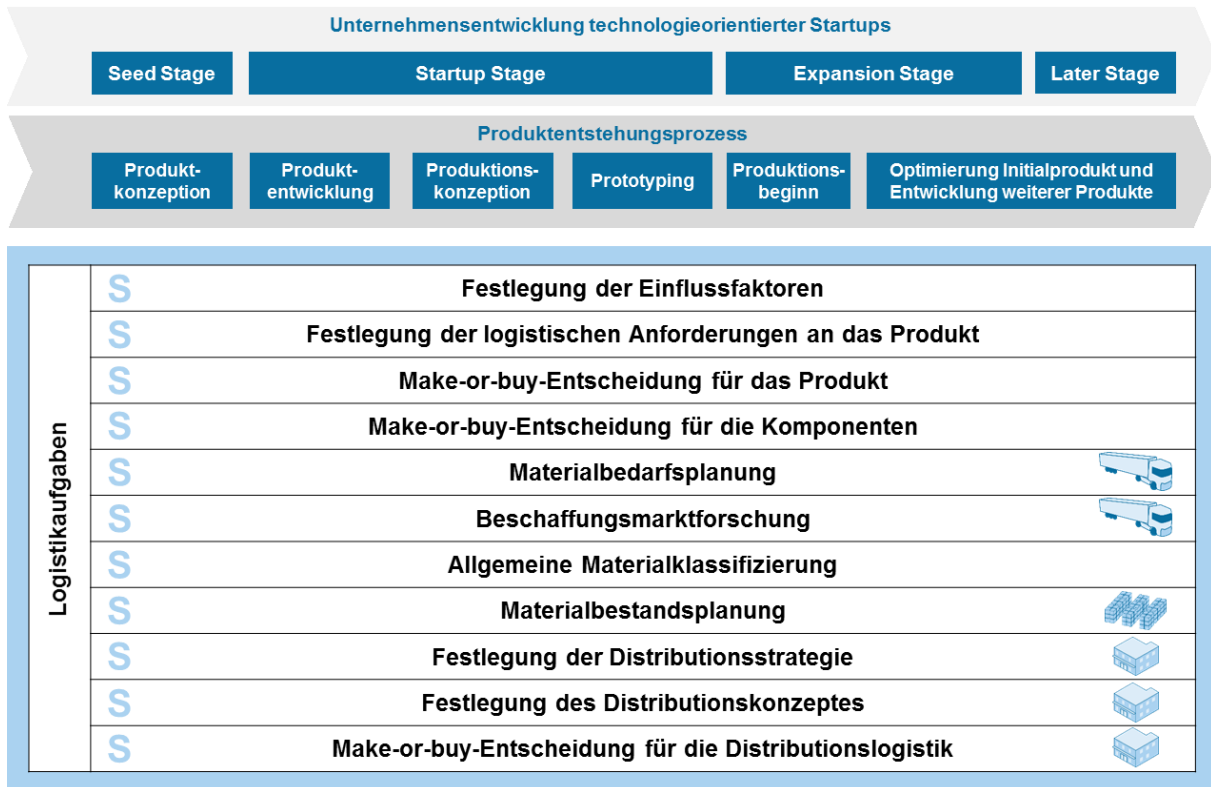 Unternehmensentwicklung technologieorientierter Startups
Seed Stage
Startup Stage
Expansion Stage
Later Stage
Produktentstehungsprozess
Produkt-
konzeption
Produkt-
entwicklung
Produktions-
konzeption
Prototyping
Produktions-
beginn
Optimierung Initialprodukt und
Entwicklung weiterer Produkte
Logistikaufgaben
S Festlegung der Einflussfaktoren
S Festlegung der logistischen Anforderungen an das Produkt
S Make-or-buy-Entscheidung für das Produkt
S Make-or-buy-Entscheidung für die Komponenten
S Materialbedarfsplanung
S Beschaffungsmarktforschung
S Allgemeine Materialklassifizierung
S Materialbestandsplanung
S Festlegung der Distributionsstrategie
S Festlegung des Distributionskonzeptes
S Make-or-buy-Entscheidung für die Distributionslogistik